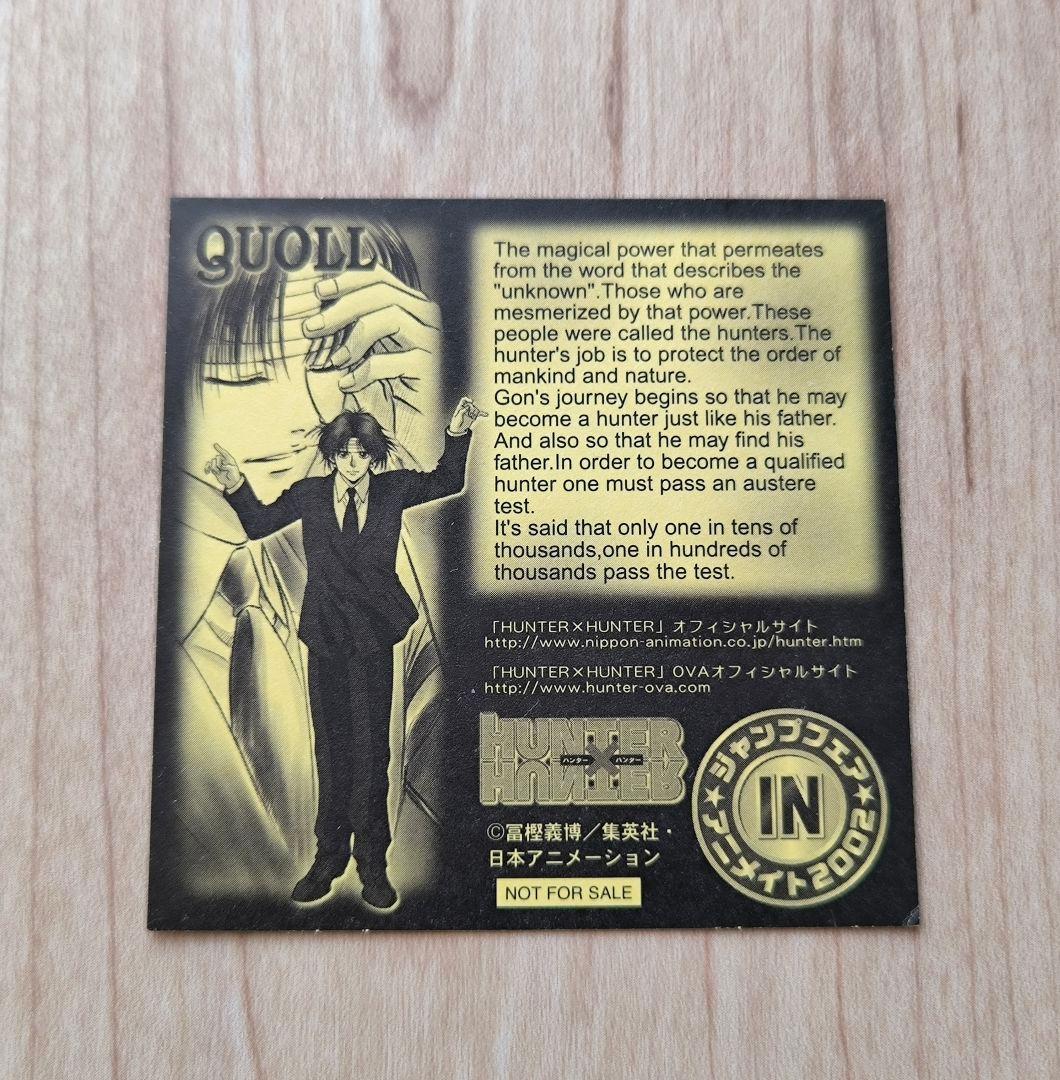 QUOLL
The magical power that permeates
from the word that describes the
"unknown".Those who are
mesmerized by that power.These
people were called the hunters.The
hunter's job is to protect the order of
mankind and nature.
Gon's journey begins so that he may
become a hunter just like his father.
And also so that he may find his
father.In order to become a qualified
hunter one must pass an austere
test.
It's said that only one in tens of
thousands,one in hundreds of
thousands pass the test.
「HUNTER×HUNTER」オフィシャルサイト
http://www.nippon-animation.co.jp/hunter.htm
「HUNTER×HUNTER」OVAオフィシャルサイト
http://www.hunter-ova.com
HUNTER
ハンター×ハンター
HUNTER
©冨樫義博／集英社・
日本アニメーション
NOT FOR SALE
ジャンプフェア
IN
★アニメイト2002★